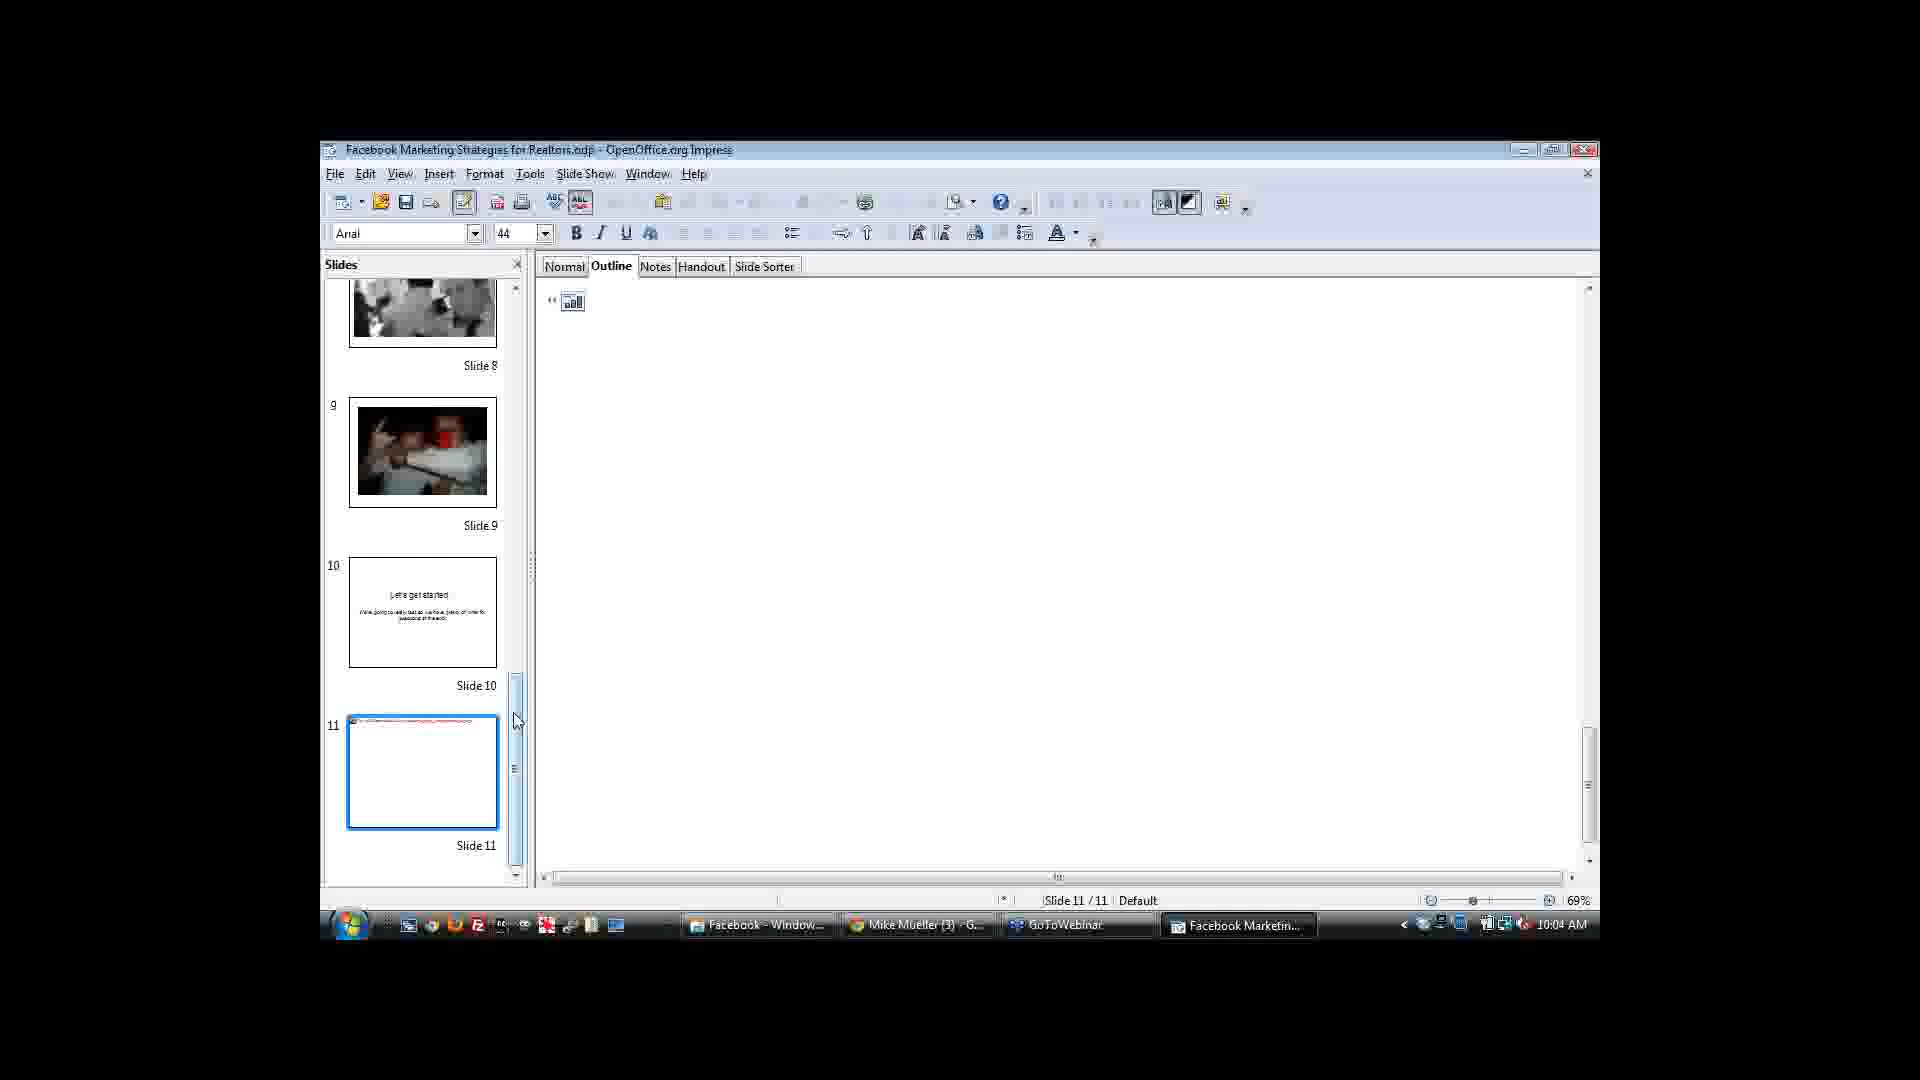 Facebook Marketing Strategies for Realtors.odp - OpenOffice.org Impress
File Edit View Insert Format Tools Slide Show Window Help
Arial 44
Slides
Normal Outline Notes Handout Slide Sorter
Slide 8
9
Slide 9
10
Let's get started
Slide 10
11
Slide 11
Slide 11 / 11 Default 69%
Facebook - Window... Mike Mueller (3) - G... GoToWebinar Facebook Marketin... 10:04 AM